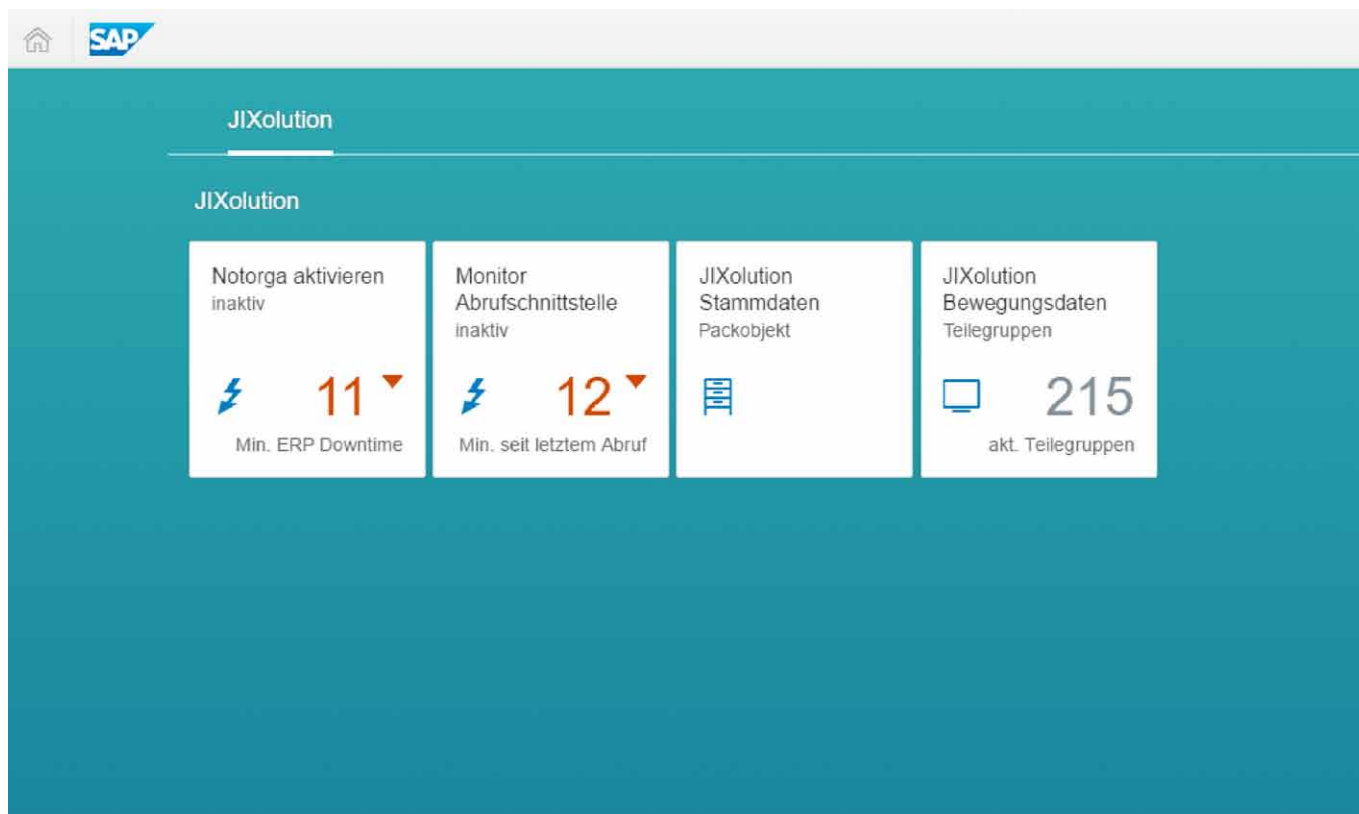 SAP
JIXolution
JIXolution
Notorga aktivieren
inaktiv
11
Min. ERP Downtime
Monitor
Abrufschnittstelle
inaktiv
12
Min. seit letztem Abruf
JIXolution
Stammdaten
Packobjekt
JIXolution
Bewegungsdaten
Teilegruppen
215
akt. Teilegruppen